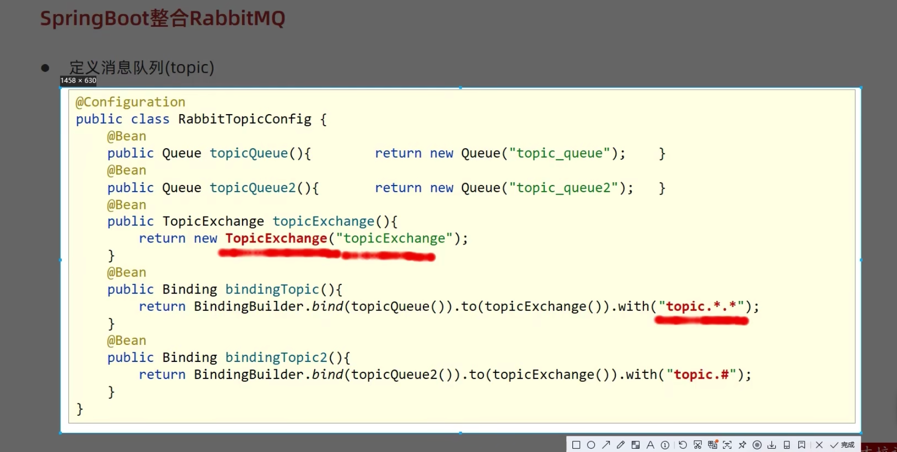 SpringBoot整合RabbitMQ
● 定义消息队列(topic)
1458 × 630
@Configuration
public class RabbitTopicConfig {
    @Bean
    public Queue topicQueue(){        return new Queue("topic_queue");    }
    @Bean
    public Queue topicQueue2(){       return new Queue("topic_queue2");   }
    @Bean
    public TopicExchange topicExchange(){
        return new TopicExchange("topicExchange");
    }
    @Bean
    public Binding bindingTopic(){
        return BindingBuilder.bind(topicQueue()).to(topicExchange()).with("topic.*.*");
    }
    @Bean
    public Binding bindingTopic2(){
        return BindingBuilder.bind(topicQueue2()).to(topicExchange()).with("topic.#");
    }
}
完成